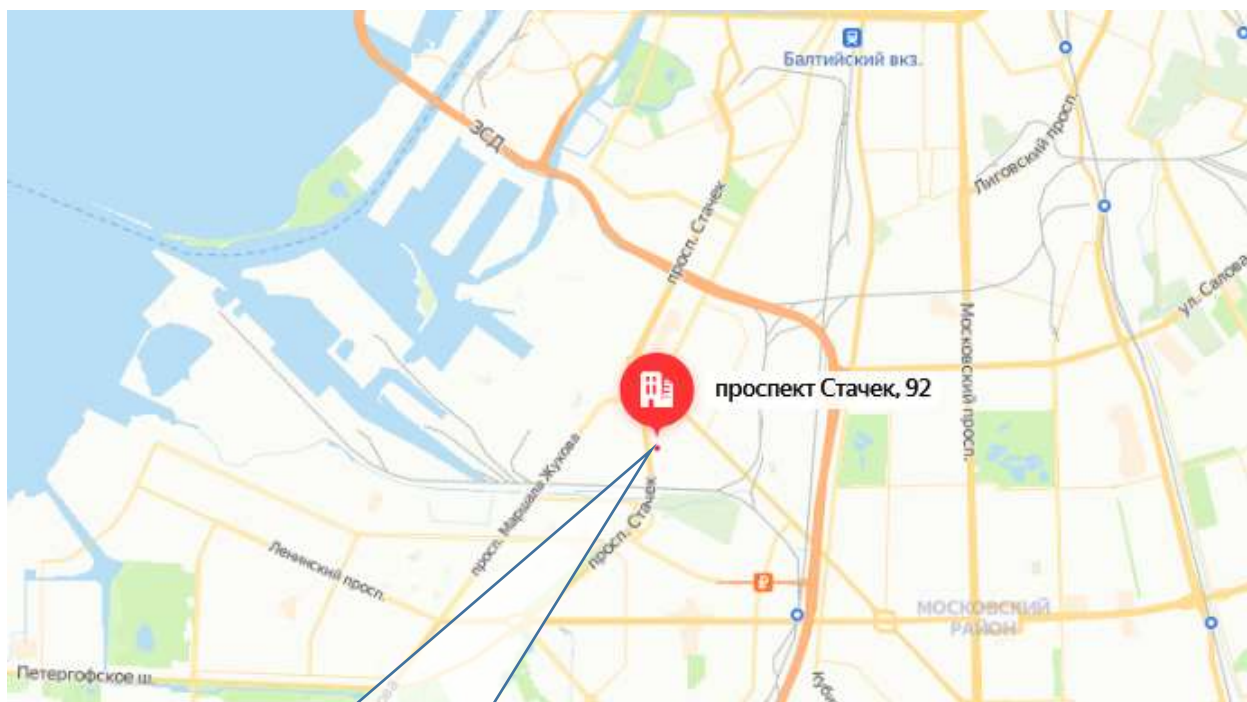 Балтийский вкз.
ЗСД
Лиговский просп.
просп. Стачек
ул. Салова
Московский просп.
проспект Стачек, 92
просп. Маршала Жукова
просп. Стачек
Ленинский просп.
МОСКОВСКИЙ
РАЙОН
Петергофское ш.